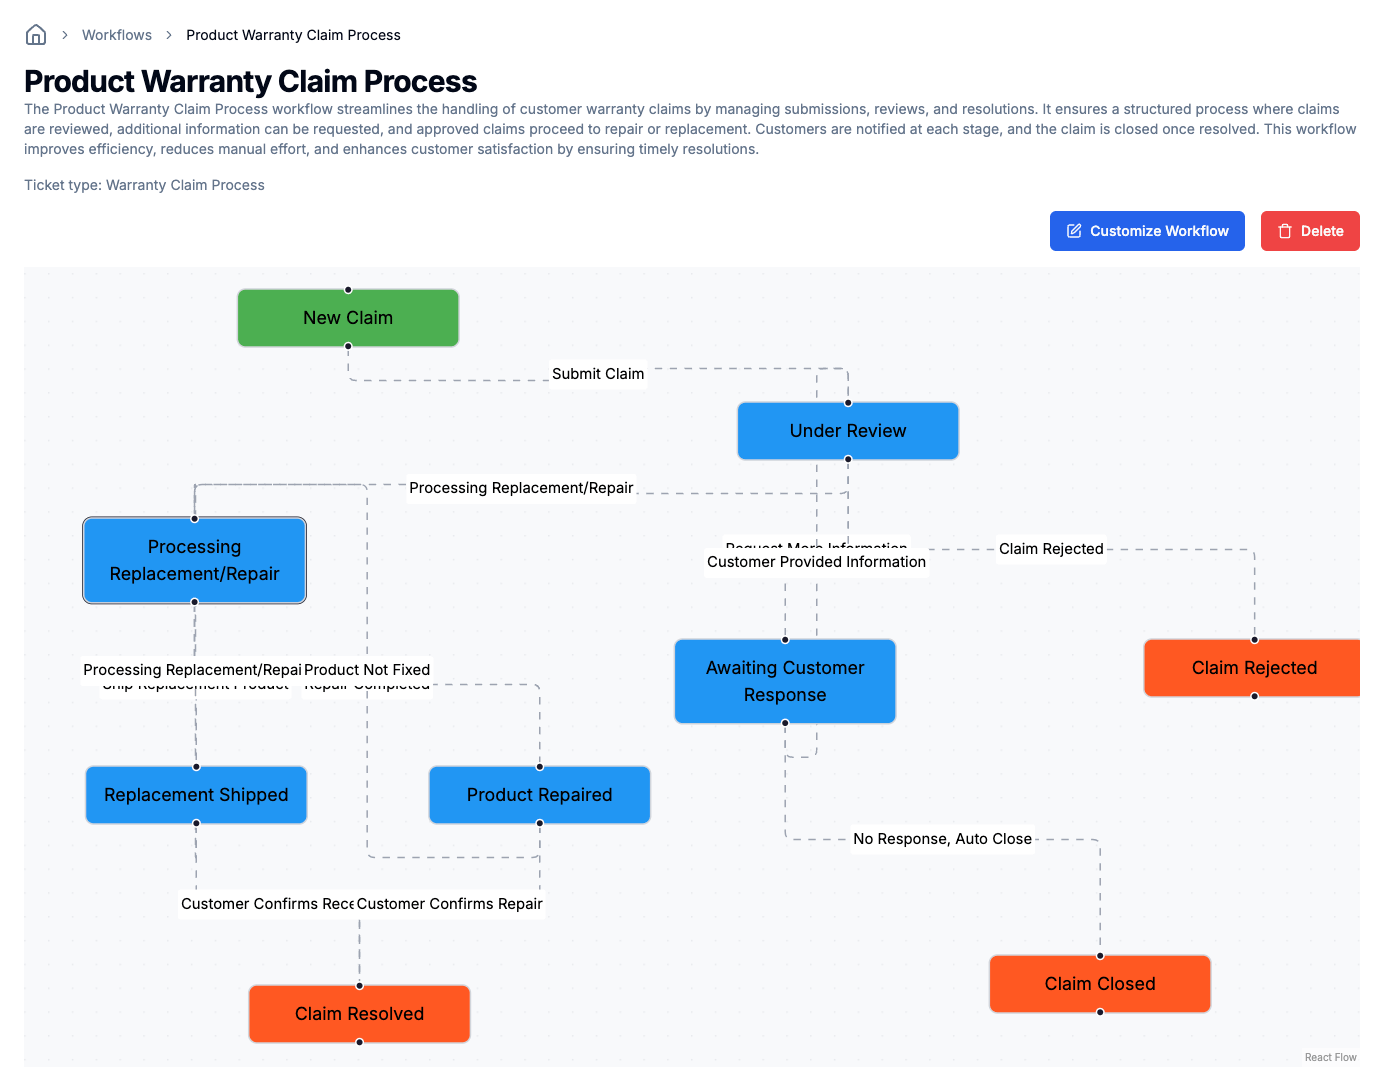 Workflows
Product Warranty Claim Process
Product Warranty Claim Process
The Product Warranty Claim Process workflow streamlines the handling of customer warranty claims by managing submissions, reviews, and resolutions. It ensures a structured process where claims
are reviewed, additional information can be requested, and approved claims proceed to repair or replacement. Customers are notified at each stage, and the claim is closed once resolved. This workflow
improves efficiency, reduces manual effort, and enhances customer satisfaction by ensuring timely resolutions.
Ticket type: Warranty Claim Process
Customize Workflow
Delete
New Claim
Submit Claim
Under Review
Processing Replacement/Repair
Processing
Replacement/Repair
Request More Information
Customer Provided Information
Claim Rejected
Awaiting Customer
Response
Claim Rejected
Processing Replacement/Repai
Product Not Fixed
Ship Replacement Product
Repair Completed
Replacement Shipped
Product Repaired
No Response, Auto Close
Customer Confirms Rece
Customer Confirms Repair
Claim Closed
Claim Resolved
React Flow